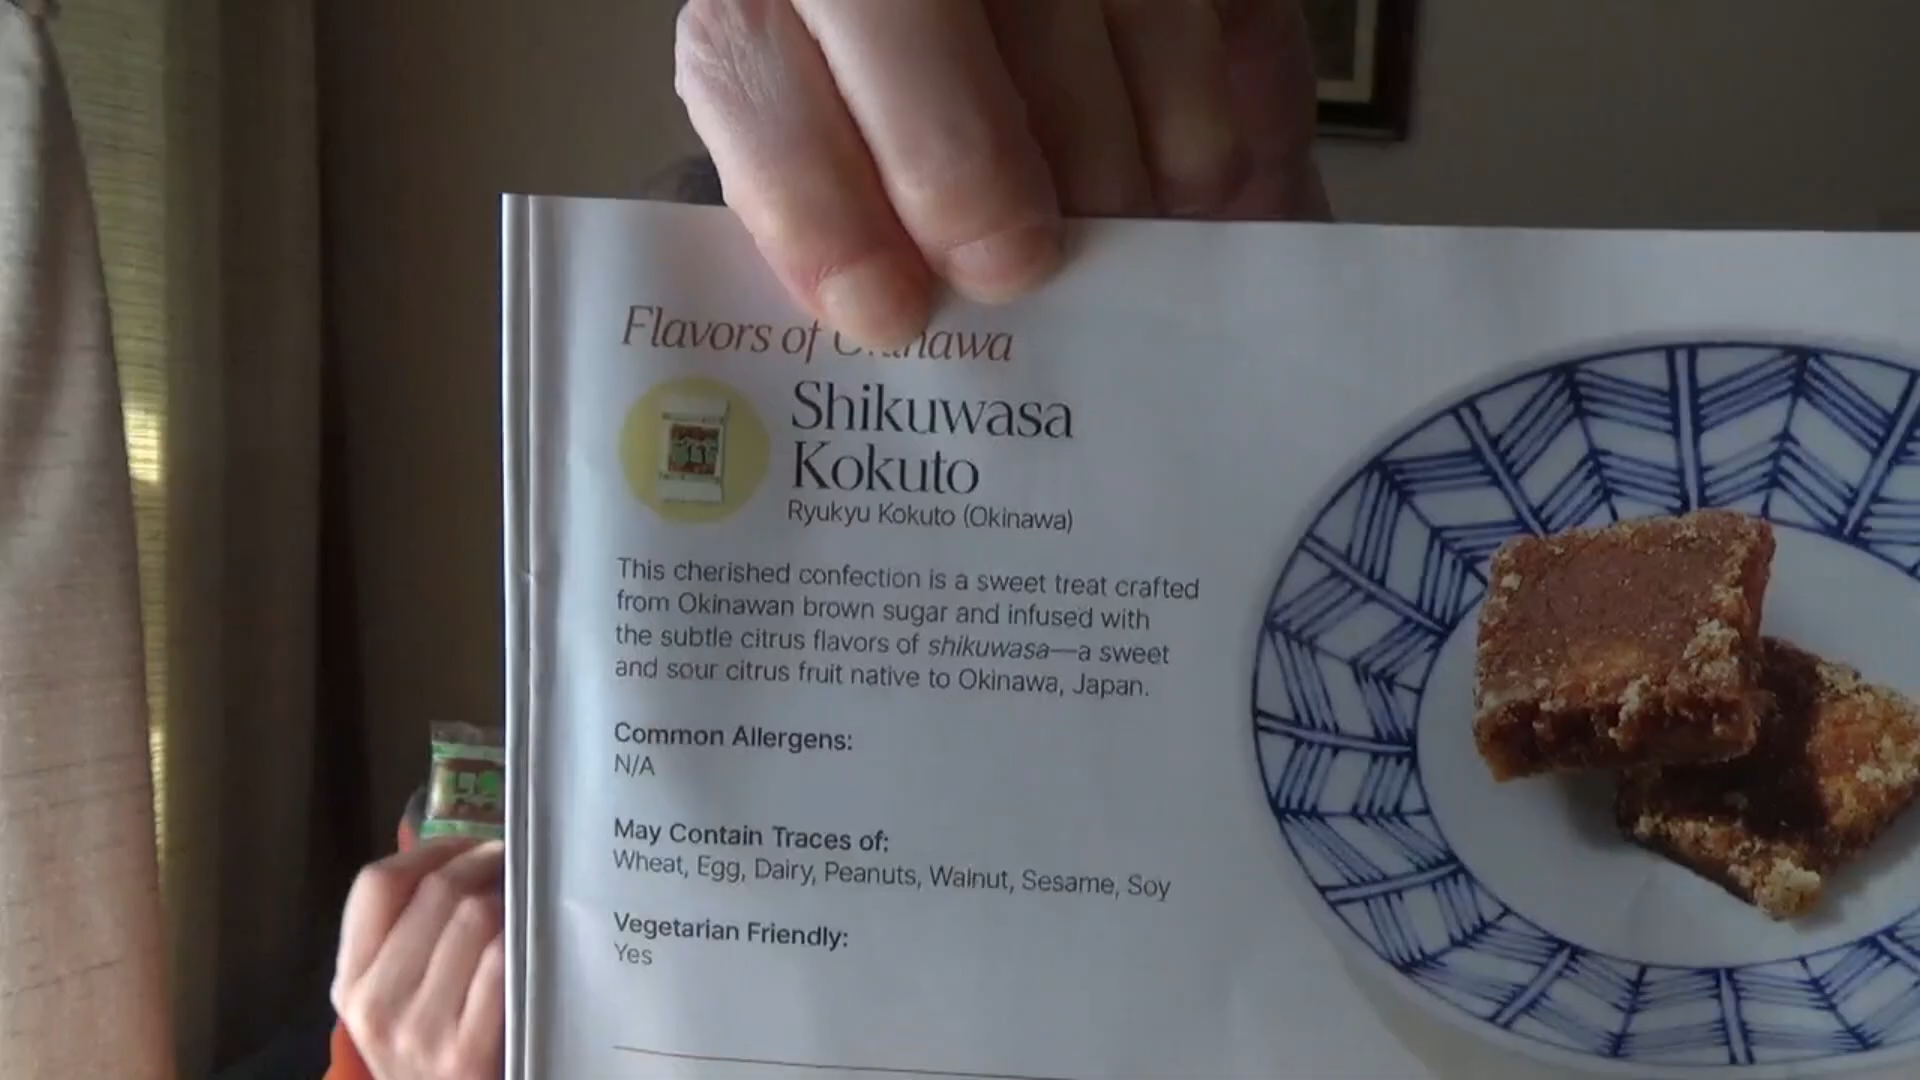 Flavors of
Shikuwasa
Kokuto
Ryukyu Kokuto (Okinawa)
This cherished confection is a sweet treat crafted
from Okinawan brown sugar and infused with
the subtle citrus flavors of shikuwasa—a sweet
and sour citrus fruit native to Okinawa, Japan.
Common Allergens:
N/A
May Contain Traces of:
Wheat, Egg, Dairy, Peanuts, Walnut, Sesame, Soy
Vegetarian Friendly:
Yes